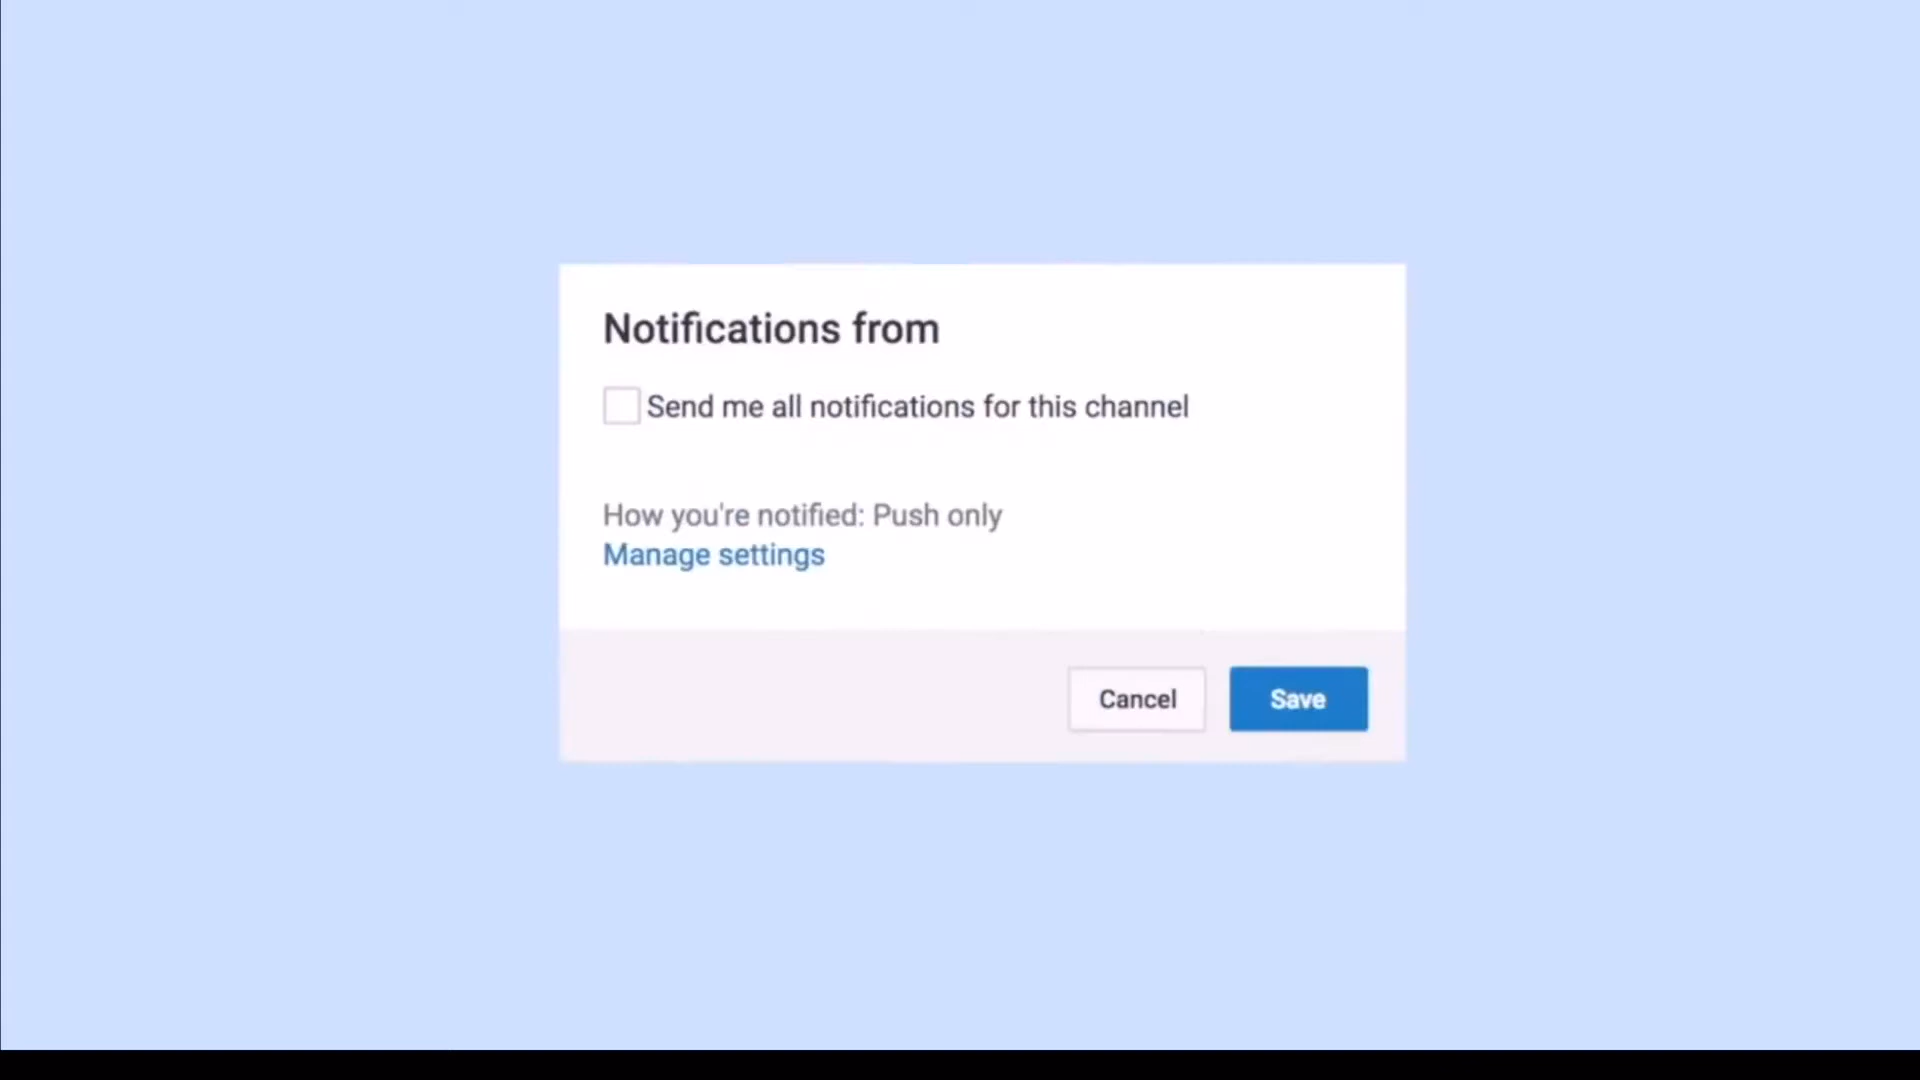 Notifications from
Send me all notifications for this channel
How you're notified: Push only
Manage settings
Cancel
Save